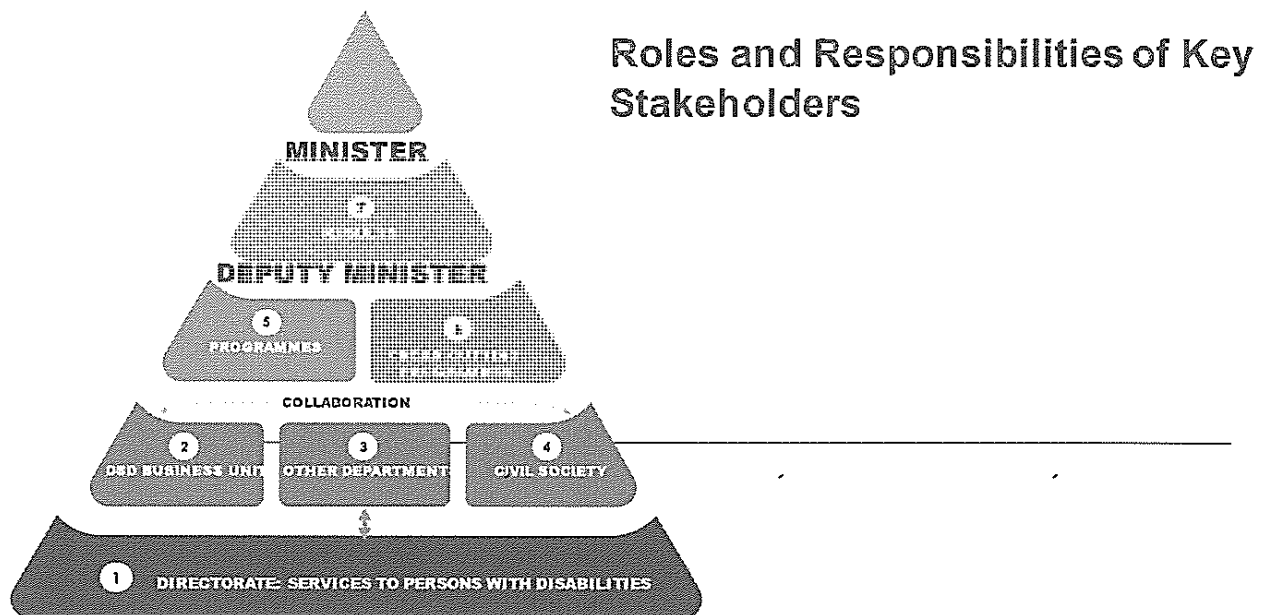 Roles and Responsibilities of Key
Stakeholders
MINISTER
DEPUTY MINISTER
5
PROGRAMMES
COLLABORATION
2
DSD BUSINESS UNIT
3
OTHER DEPARTMENT
4
CIVIL SOCIETY
1
DIRECTORATE: SERVICES TO PERSONS WITH DISABILITIES